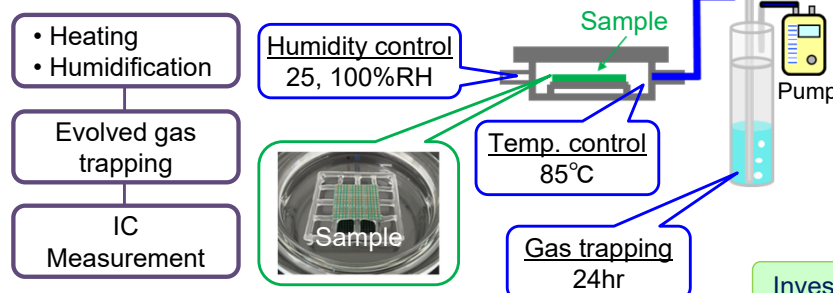 • Heating
• Humidification
Evolved gas
trapping
IC
Measurement
Humidity control
25, 100%RH
Sample
Temp. control
85℃
Pump
Sample
Gas trapping
24hr